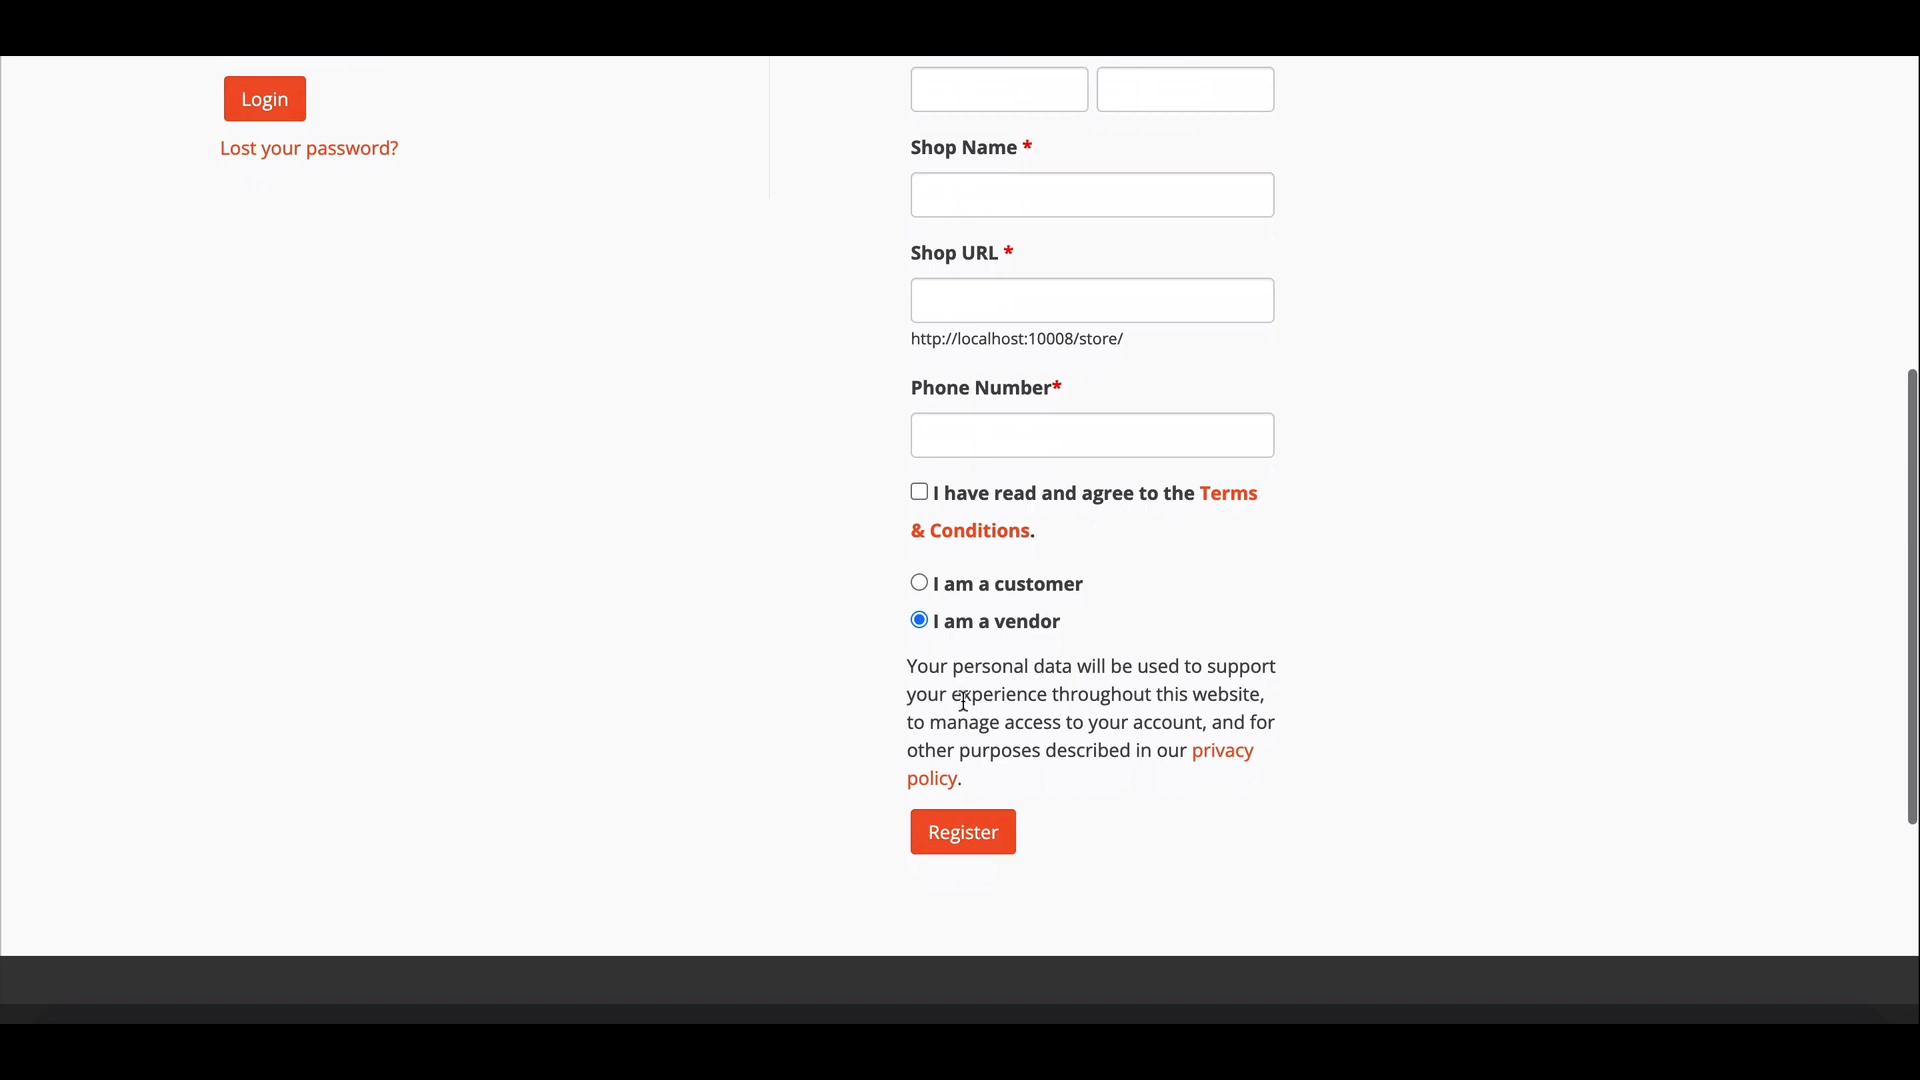 Login
Lost your password?
Shop Name *
Shop URL *
http://localhost:10008/store/
Phone Number*
I have read and agree to the Terms
& Conditions.
I am a customer
I am a vendor
Your personal data will be used to support
your experience throughout this website,
to manage access to your account, and for
other purposes described in our privacy
policy.
Register